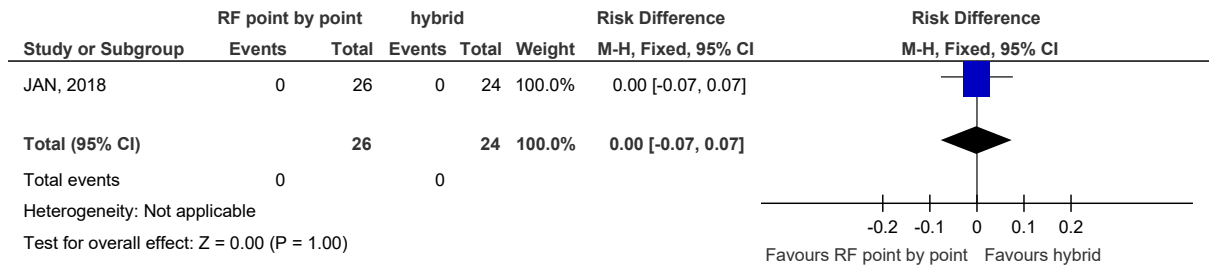 RF point by point hybrid Risk Difference Risk Difference
Study or Subgroup Events Total Events Total Weight M-H, Fixed, 95% CI M-H, Fixed, 95% CI
JAN, 2018 0 26 0 24 100.0% 0.00 [-0.07, 0.07]
Total (95% CI) 26 24 100.0% 0.00 [-0.07, 0.07]
Total events 0 0
Heterogeneity: Not applicable
Test for overall effect: Z = 0.00 (P = 1.00)
-0.2 -0.1 0 0.1 0.2
Favours RF point by point Favours hybrid